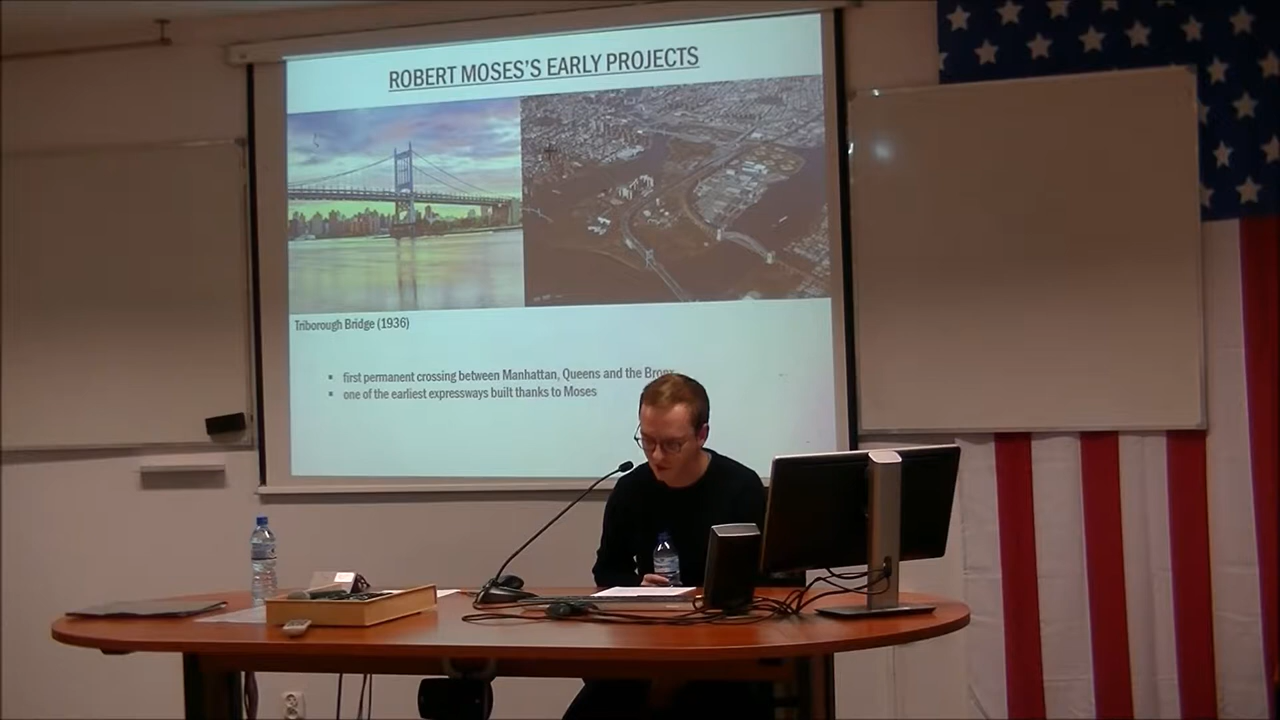 ROBERT MOSES'S EARLY PROJECTS
Triborough Bridge (1936)
▪ first permanent crossing between Manhattan, Queens and the Bronx
▪ one of the earliest expressways built thanks to Moses